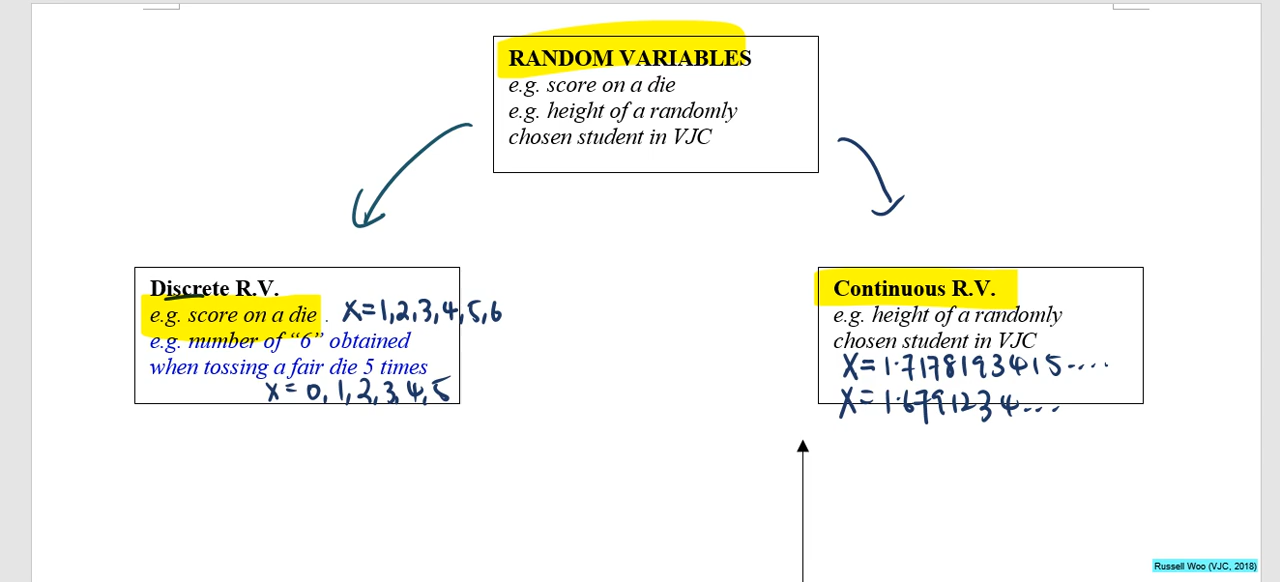 RANDOM VARIABLES
e.g. score on a die
e.g. height of a randomly
chosen student in VJC
Discrete R.V.
e.g. score on a die . X=1,2,3,4,5,6
e.g. number of “6” obtained
when tossing a fair die 5 times
X= 0, 1, 2, 3, 4, 5
Continuous R.V.
e.g. height of a randomly
chosen student in VJC
X=1.7178193415....
X=1.6791234....
Russell Woo (VJC, 2018)